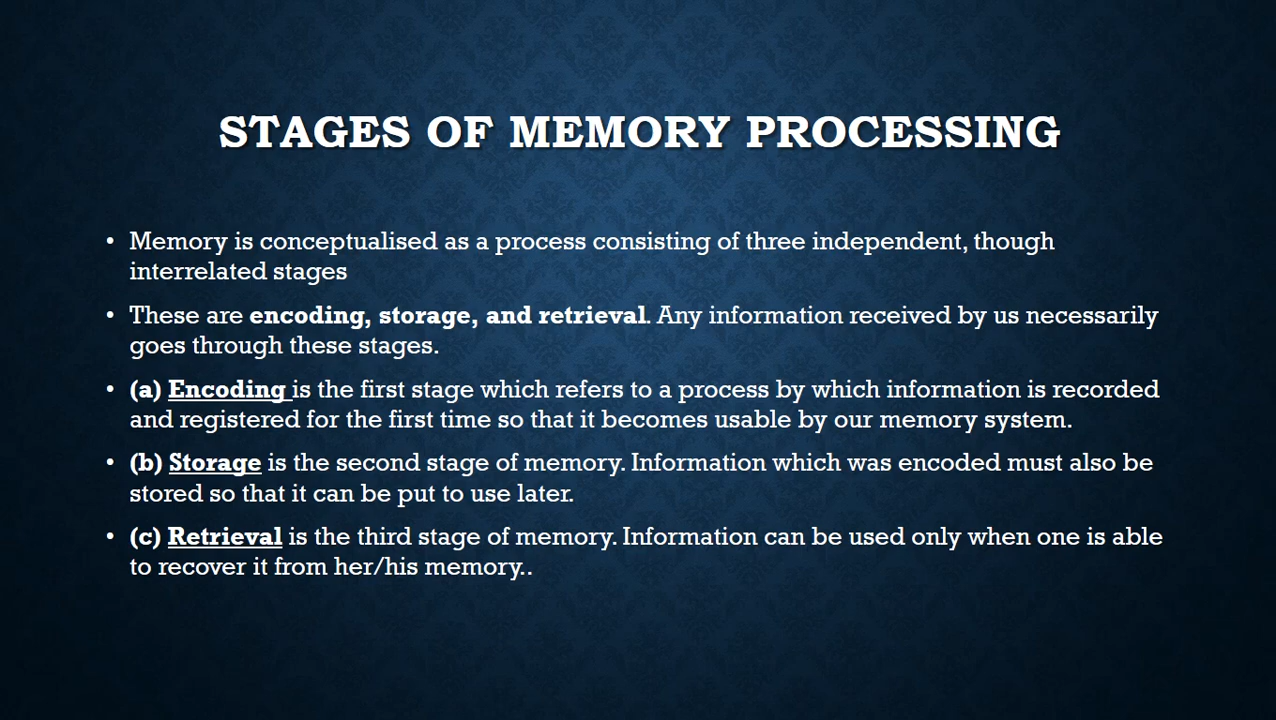 STAGES OF MEMORY PROCESSING
• Memory is conceptualised as a process consisting of three independent, though
interrelated stages
• These are encoding, storage, and retrieval. Any information received by us necessarily
goes through these stages.
• (a) Encoding is the first stage which refers to a process by which information is recorded
and registered for the first time so that it becomes usable by our memory system.
• (b) Storage is the second stage of memory. Information which was encoded must also be
stored so that it can be put to use later.
• (c) Retrieval is the third stage of memory. Information can be used only when one is able
to recover it from her/his memory..